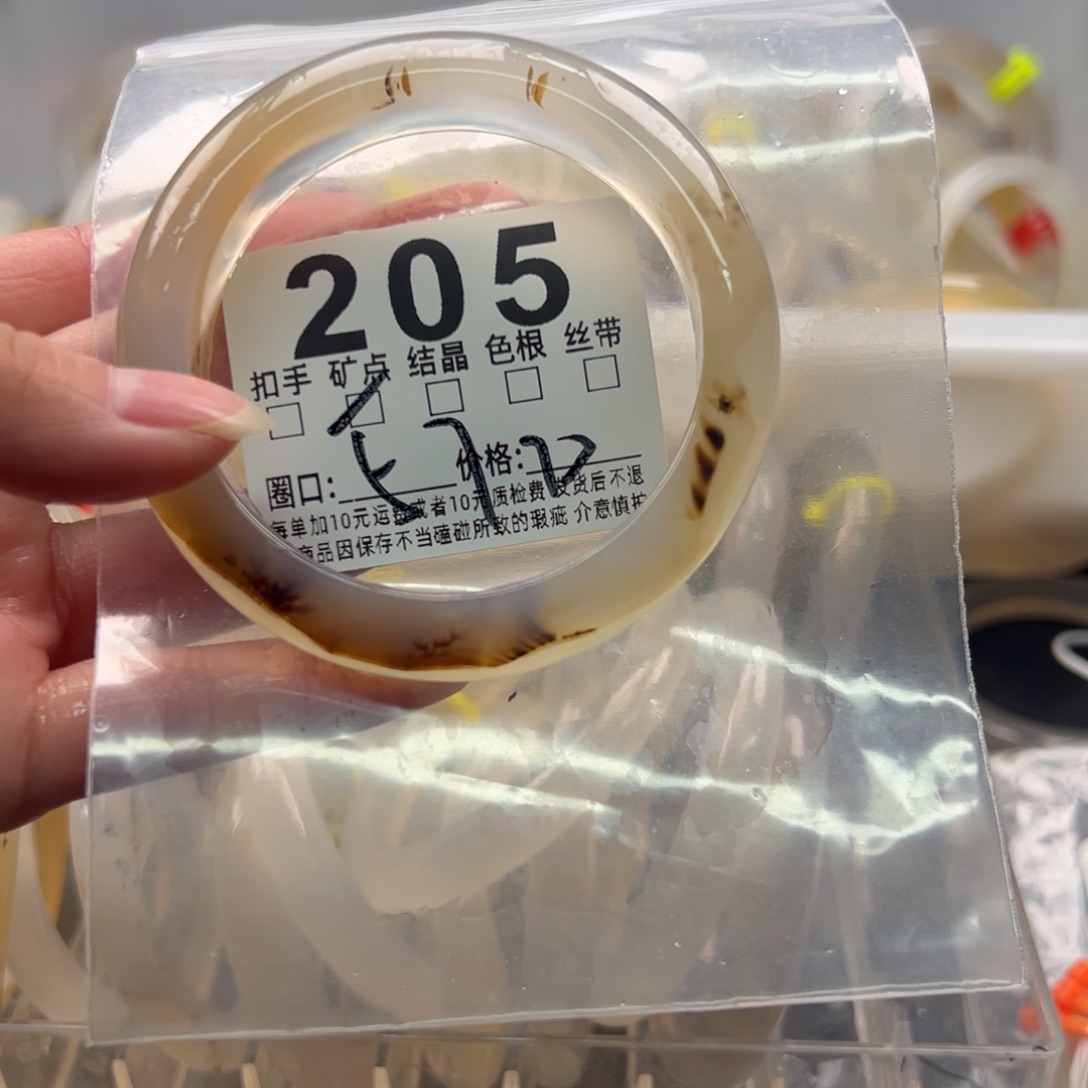 205
扣手 矿点 结晶 色根 丝带
圈口: 价格:
每单加10元运费或者10元质检费 发货后不退
商品因保存不当磕碰所致的瑕疵 介意慎拍